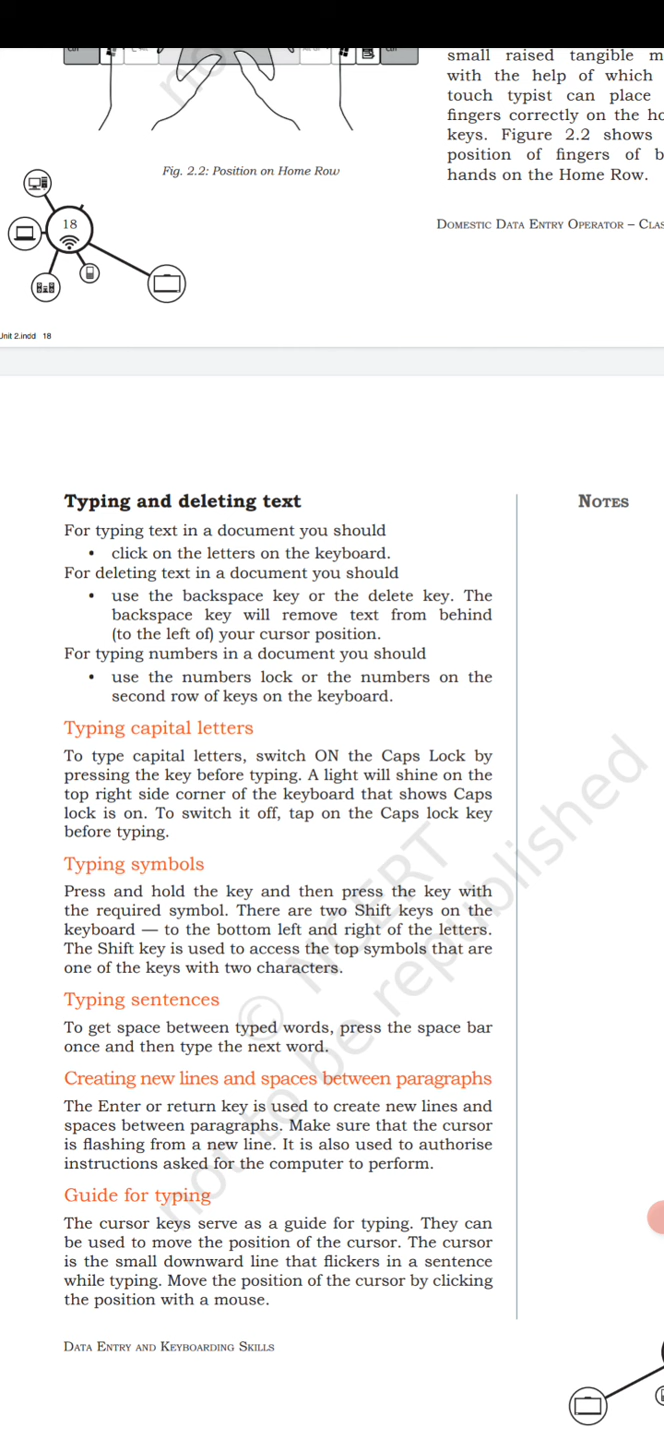 small raised tangible m
with the help of which
touch typist can place
fingers correctly on the ho
keys. Figure 2.2 shows
position of fingers of b
hands on the Home Row.
Fig. 2.2: Position on Home Row
18
Domestic Data Entry Operator – Clas
Unit 2.indd 18
Typing and deleting text
Notes
For typing text in a document you should
• click on the letters on the keyboard.
For deleting text in a document you should
• use the backspace key or the delete key. The
backspace key will remove text from behind
(to the left of) your cursor position.
For typing numbers in a document you should
• use the numbers lock or the numbers on the
second row of keys on the keyboard.
Typing capital letters
To type capital letters, switch ON the Caps Lock by
pressing the key before typing. A light will shine on the
top right side corner of the keyboard that shows Caps
lock is on. To switch it off, tap on the Caps lock key
before typing.
Typing symbols
Press and hold the key and then press the key with
the required symbol. There are two Shift keys on the
keyboard — to the bottom left and right of the letters.
The Shift key is used to access the top symbols that are
one of the keys with two characters.
Typing sentences
To get space between typed words, press the space bar
once and then type the next word.
Creating new lines and spaces between paragraphs
The Enter or return key is used to create new lines and
spaces between paragraphs. Make sure that the cursor
is flashing from a new line. It is also used to authorise
instructions asked for the computer to perform.
Guide for typing
The cursor keys serve as a guide for typing. They can
be used to move the position of the cursor. The cursor
is the small downward line that flickers in a sentence
while typing. Move the position of the cursor by clicking
the position with a mouse.
Data Entry and Keyboarding Skills
© NCERT
not to be republished